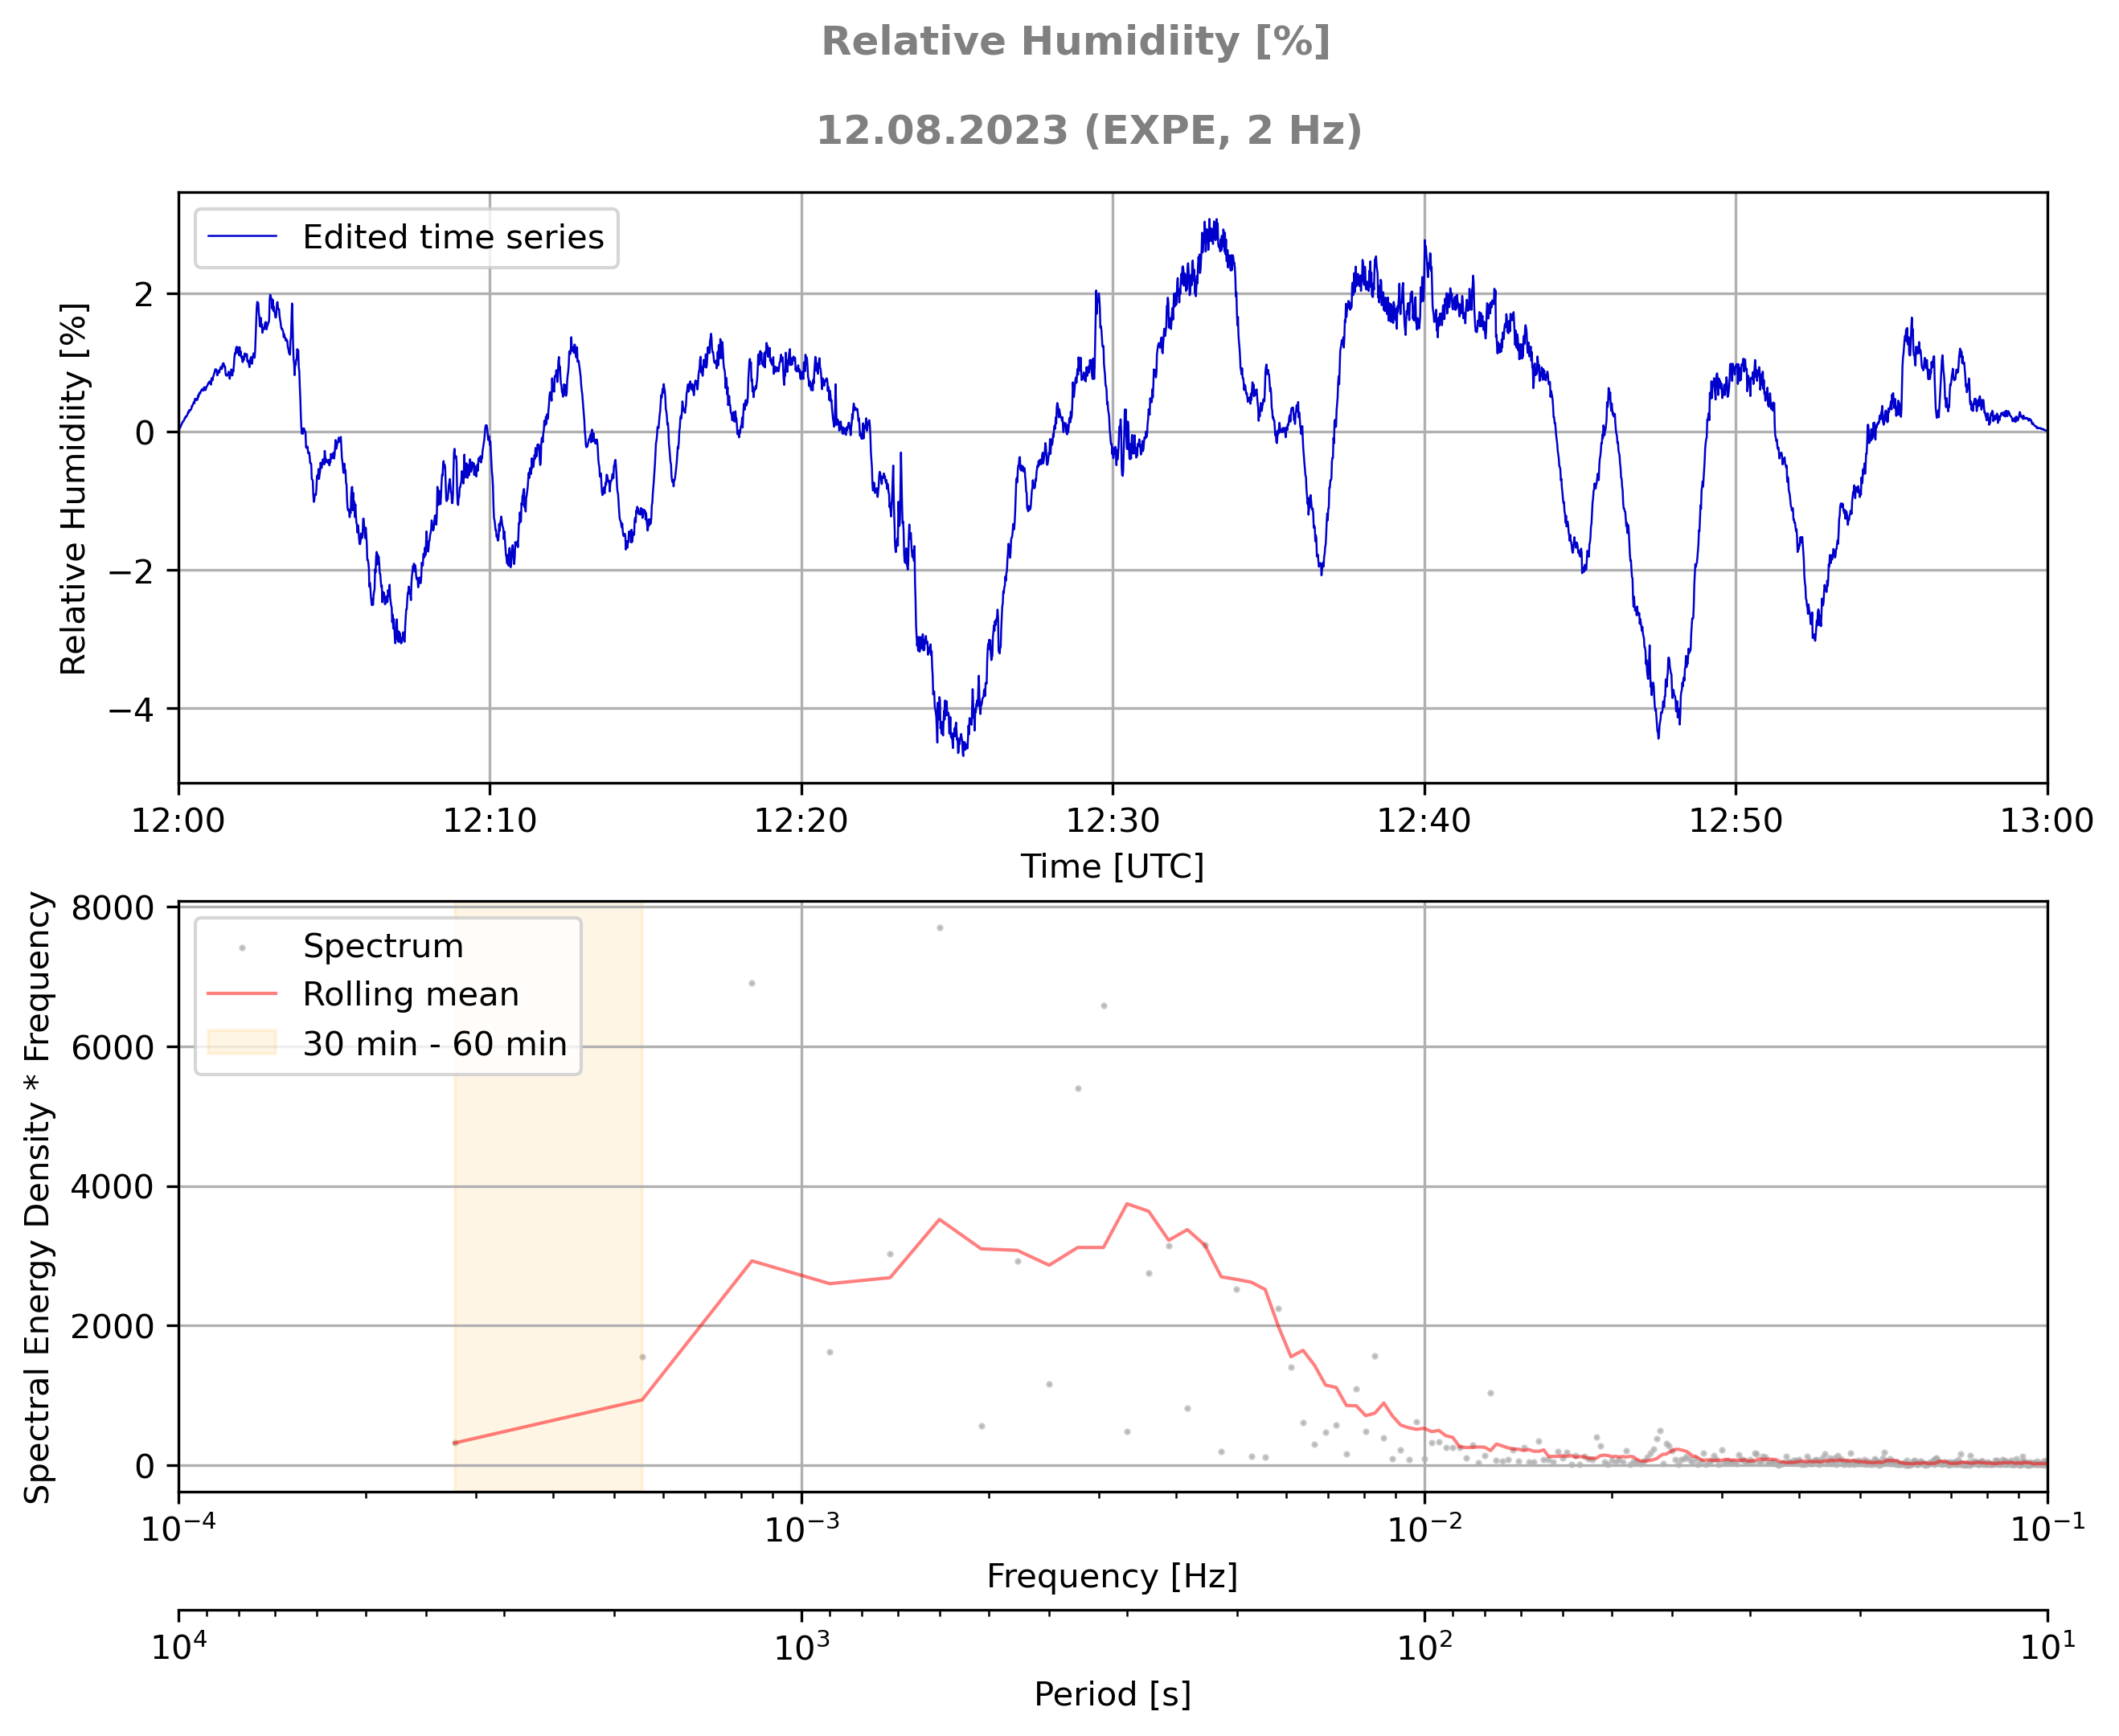 Relative Humidiity [%]
12.08.2023 (EXPE, 2 Hz)
Edited time series
Relative Humidiity [%]
2
0
−2
−4
12:00 12:10 12:20 12:30 12:40 12:50 13:00
Time [UTC]
Spectrum
Rolling mean
30 min - 60 min
Spectral Energy Density * Frequency
8000
6000
4000
2000
0
10⁻⁴ 10⁻³ 10⁻² 10⁻¹
Frequency [Hz]
10⁴ 10³ 10² 10¹
Period [s]